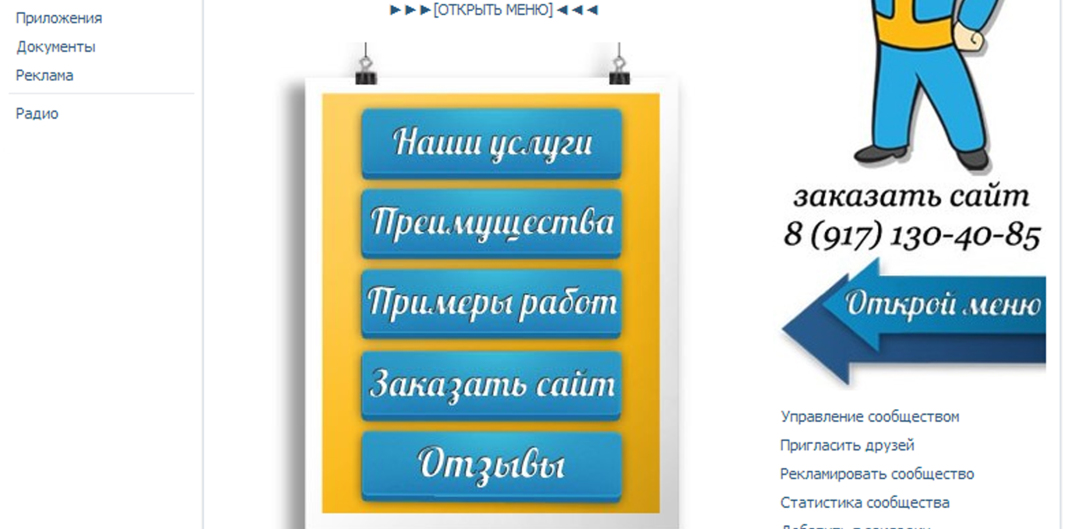 Приложения
Документы
Реклама
Радио
►►►[ОТКРЫТЬ МЕНЮ]◄◄◄
Наши услуги
Преимущества
Примеры работ
Заказать сайт
Отзывы
заказать сайт
8 (917) 130-40-85
Открой меню
Управление сообществом
Пригласить друзей
Рекламировать сообщество
Статистика сообщества